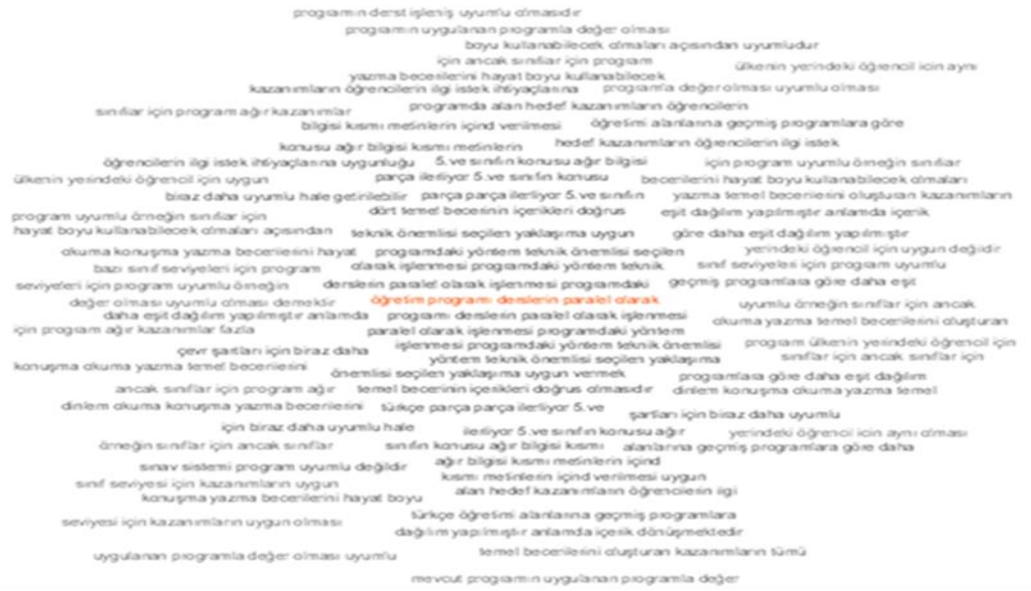 programın derst işleniş uyumlu olmasıdır
programın uygulanan programla değer olması
boyu kullanabilecek olmaları açısından uyumludur
için ancak sınıflar için program
ülkenin yerindeki öğrencil icin aynı
yazma becerilerini hayat boyu kullanabilecek
kazanımların öğrencilerin ilgi istek ihtiyaçlarına
programla değer olması uyumlu olması
programda alan hedef kazanımların öğrencilerin
sınıflar için program ağır kazanımlar
bilgisi kısmı metinlerin içind verilmesi
öğretimi alanlarına geçmiş programlara göre
konusu ağır bilgisi kısmı metinlerin
hedef kazanımların öğrencilerin ilgi istek
öğrencilerin ilgi istek ihtiyaçlarına uygunluğu
5.ve sınıfın konusu ağır bilgisi
için program uyumlu örneğin sınıflar
ülkenin yerindeki öğrencil için uygun
parça ilerliyor 5.ve sınıfın konusu
becerilerini hayat boyu kullanabilecek olmaları
biraz daha uyumlu hale getirilebilir
parça parça ilerliyor 5.ve sınıfın
yazma temel becerilerini oluşturan kazanımların
program uyumlu örneğin sınıflar için
dört temel becerinin içerikleri doğrus
eşit dağılım yapılmıştır anlamda içerik
hayat boyu kullanabilecek olmaları açısından
teknik önemlisi seçilen yaklaşıma uygun
göre daha eşit dağılım yapılmıştır
okuma konuşma yazma becerilerini hayat
programdaki yöntem teknik önemlisi seçilen
yerindeki öğrencil için uygun değildir
bazı sınıf seviyeleri için program
olarak işlenmesi programdaki yöntem teknik
sınıf seviyeleri için program uyumlu
seviyeleri için program uyumlu örneğin
derslerin paralel olarak işlenmesi programdaki
geçmiş programlara göre daha eşit
değer olması uyumlu olması demektir
öğretim programı derslerin paralel olarak
uyumlu örneğin sınıflar için ancak
daha eşit dağılım yapılmıştır anlamda
programı derslerin paralel olarak işlenmesi
okuma yazma temel becerilerini oluşturan
için program ağır kazanımlar fazla
paralel olarak işlenmesi programdaki yöntem
işlenmesi programdaki yöntem teknik önemlisi
program ülkenin yerindeki öğrencil için
çevr şartları için biraz daha
yöntem teknik önemlisi seçilen yaklaşıma
sınıflar için ancak sınıflar için
konuşma okuma yazma temel becerilerini
önemlisi seçilen yaklaşıma uygun vermek
programlara göre daha eşit dağılım
ancak sınıflar için program ağır
temel becerinin içerikleri doğrus olmasıdır
dinlem konuşma okuma yazma temel
dinlem okuma konuşma yazma becerilerini
türkçe parça parça ilerliyor 5.ve
şartları için biraz daha uyumlu
için biraz daha uyumlu hale
ilerliyor 5.ve sınıfın konusu ağır
yerindeki öğrencil icin aynı olması
örneğin sınıflar için ancak sınıflar
sınıfın konusu ağır bilgisi kısmı
alanlarına geçmiş programlara göre daha
sınav sistemi program uyumlu değildir
ağır bilgisi kısmı metinlerin içind
sınıf seviyesi için kazanımların uygun
kısmı metinlerin içind verilmesi uygun
konuşma yazma becerilerini hayat boyu
alan hedef kazanımların öğrencilerin ilgi
seviyesi için kazanımların uygun olması
türkçe öğretimi alanlarına geçmiş programlara
dağılım yapılmıştır anlamda içerik dönüşmektedir
uygulanan programla değer olması uyumlu
temel becerilerini oluşturan kazanımların tümü
mevcut programın uygulanan programla değer